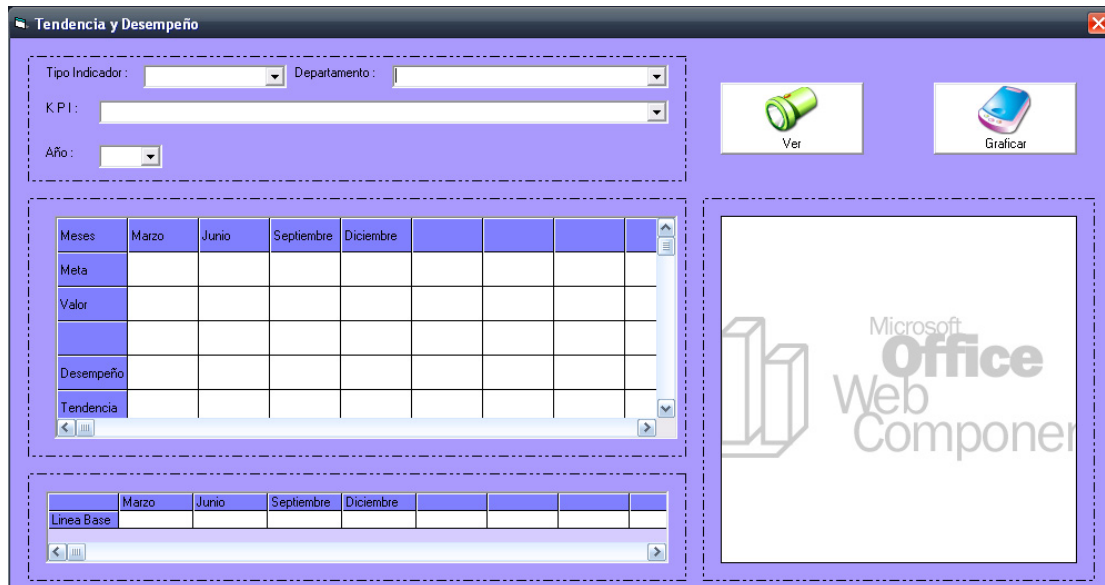 Tendencia y Desempeño
Tipo Indicador :
Departamento :
K P I :
Año :
Ver
Graficar
Meses Marzo Junio Septiembre Diciembre
Meta
Valor
Desempeño
Tendencia
Microsoft
Office
Web
Componen
Marzo Junio Septiembre Diciembre
Linea Base